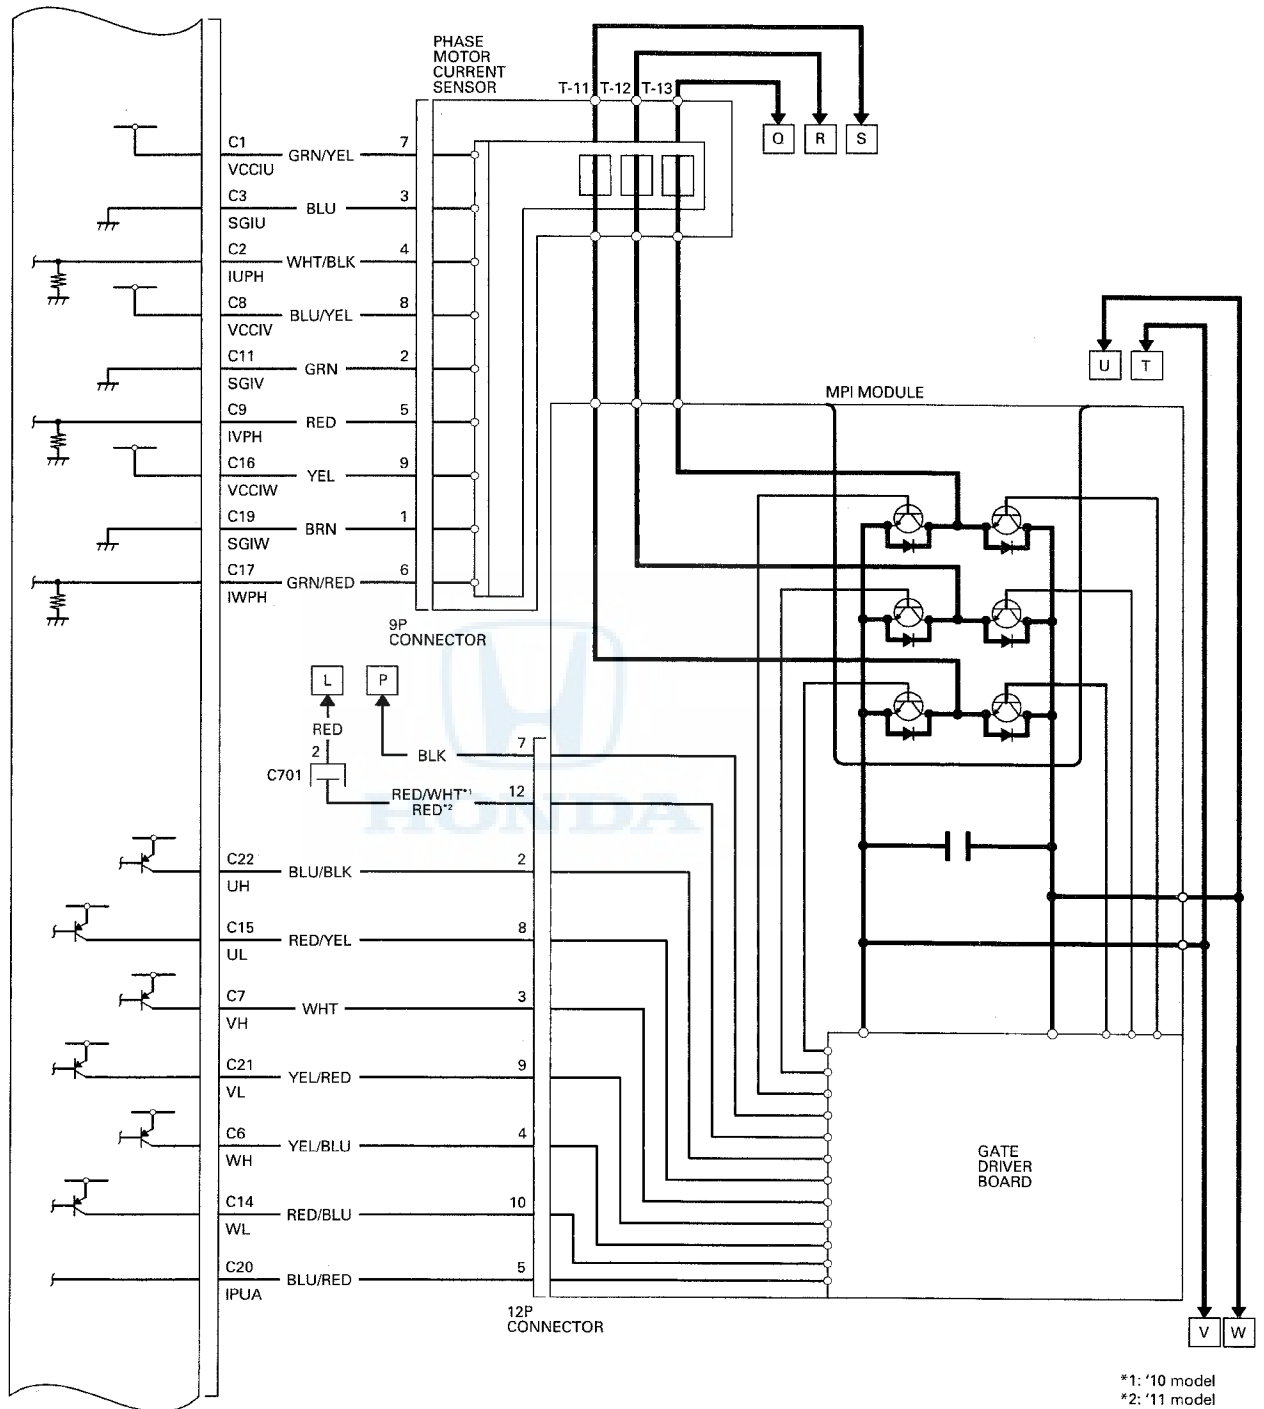 PHASE
MOTOR
CURRENT
SENSOR
T-11 T-12 T-13
Q R S
C1 7
GRN/YEL
VCCIU
C3 3
BLU
SGIU
C2 4
WHT/BLK
IUPH
C8 8
BLU/YEL
VCCIV
C11 2
GRN
SGIV
C9 5
RED
IVPH
C16 9
YEL
VCCIW
C19 1
BRN
SGIW
C17 6
GRN/RED
IWPH
9P
CONNECTOR
U T
MPI MODULE
L P
RED
2
C701
7
BLK
RED/WHT*1 12
RED*2
HONDA
C22 2
BLU/BLK
UH
C15 8
RED/YEL
UL
C7 3
WHT
VH
C21 9
YEL/RED
VL
C6 4
YEL/BLU
WH
C14 10
RED/BLU
WL
C20 5
BLU/RED
IPUA
12P
CONNECTOR
GATE
DRIVER
BOARD
V W
*1: '10 model
*2: '11 model